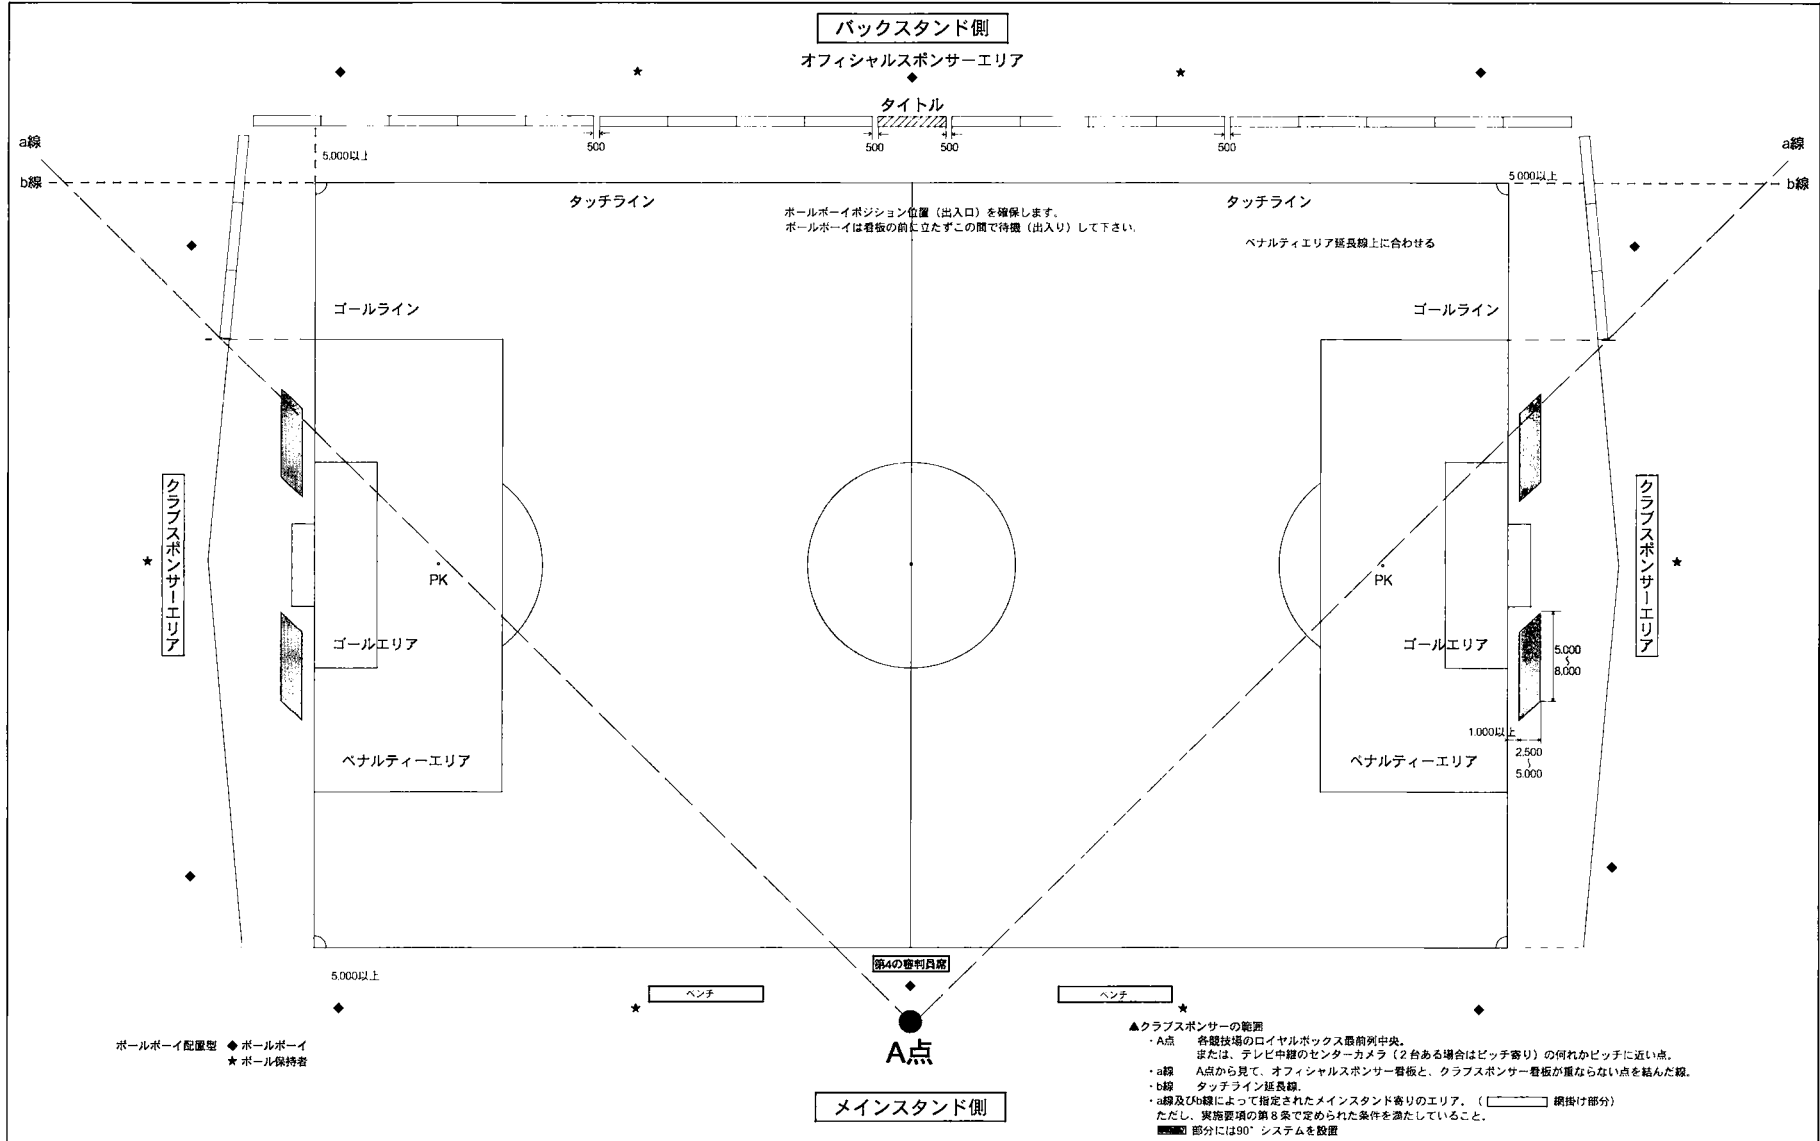 バックスタンド側
オフィシャルスポンサーエリア
タイトル
500
500
500
500
a線
b線
5.000以上
5.000以上
a線
b線
タッチライン
タッチライン
ボールボーイポジション位置（出入口）を確保します。
ボールボーイは看板の前に立たずこの間で待機（出入り）して下さい。
ペナルティエリア延長線上に合わせる
ゴールライン
ゴールライン
クラブスポンサーエリア
クラブスポンサーエリア
PK
PK
ゴールエリア
ゴールエリア
5.000
〜
8.000
1.000以上
2.500
〜
5.000
ペナルティーエリア
ペナルティーエリア
第4の審判員席
5.000以上
ベンチ
ベンチ
A点
メインスタンド側
ボールボーイ配置型 ◆ ボールボーイ
★ ボール保持者
▲クラブスポンサーの範囲
・A点 各競技場のロイヤルボックス最前列中央。
または、テレビ中継のセンターカメラ（2台ある場合はピッチ寄り）の何れかピッチに近い点。
・a線 A点から見て、オフィシャルスポンサー看板と、クラブスポンサー看板が重ならない点を結んだ線。
・b線 タッチライン延長線。
・a線及びb線によって指定されたメインスタンド寄りのエリア。（ 網掛け部分）
ただし、実施要項の第8条で定められた条件を満たしていること。
部分には90°システムを設置